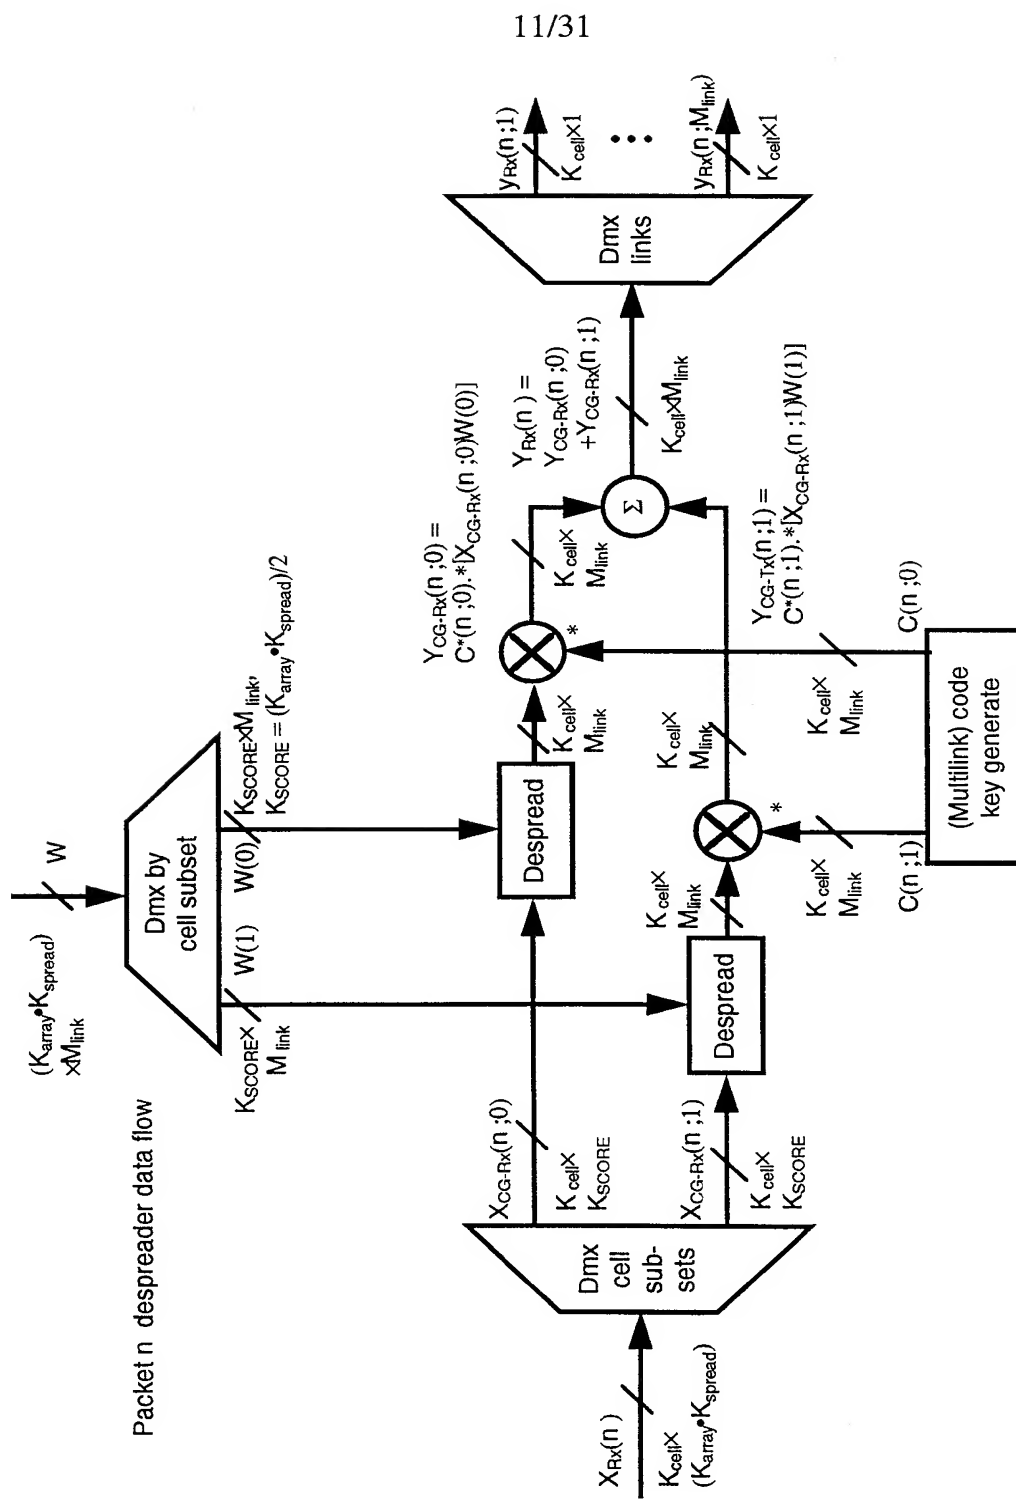 11/31
Packet n despreader data flow
W
(Karray•Kspread)
×Mlink
Dmx by
cell subset
W(1)
W(0)
KSCORE×
Mlink
KSCORE×Mlink,
KSCORE = (Karray•Kspread)/2
XRx(n)
Kcell×
(Karray•Kspread)
Dmx
cell
sub-
sets
XCG-Rx(n;0)
Kcell×
KSCORE
XCG-Rx(n;1)
Kcell×
KSCORE
Despread
Kcell×
Mlink
Despread
Kcell×
Mlink
*
*
YCG-Rx(n;0) =
C*(n;0).*[XCG-Rx(n;0)W(0)]
Kcell×
Mlink
Kcell×
Mlink
YCG-Tx(n;1) =
C*(n;1).*[XCG-Rx(n;1)W(1)]
Kcell×
Mlink
Kcell×
Mlink
C(n;1)
C(n;0)
(Multilink) code
key generate
Σ
YRx(n) =
YCG-Rx(n;0)
+YCG-Rx(n;1)
Kcell×Mlink
Dmx
links
yRx(n;1)
Kcell×1
•••
yRx(n;Mlink)
Kcell×1